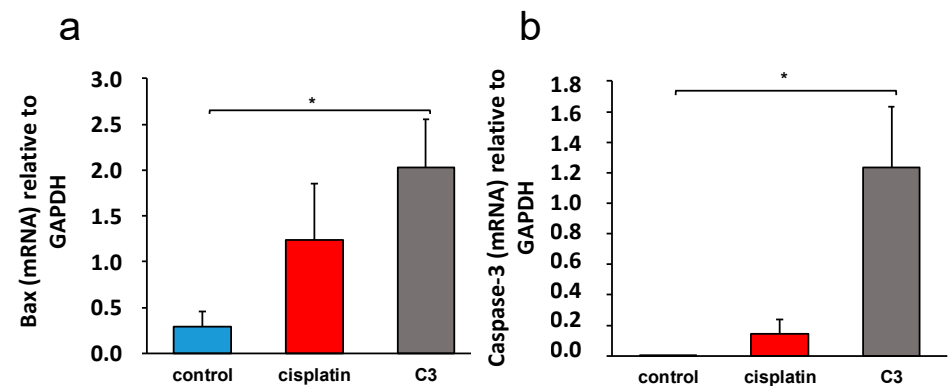 a
Bax (mRNA) relative to
GAPDH
3.0
2.5
2.0
1.5
1.0
0.5
0.0
*
control
cisplatin
C3
b
Caspase-3 (mRNA) relative to
GAPDH
1.8
1.6
1.4
1.2
1.0
0.8
0.6
0.4
0.2
0.0
*
control
cisplatin
C3